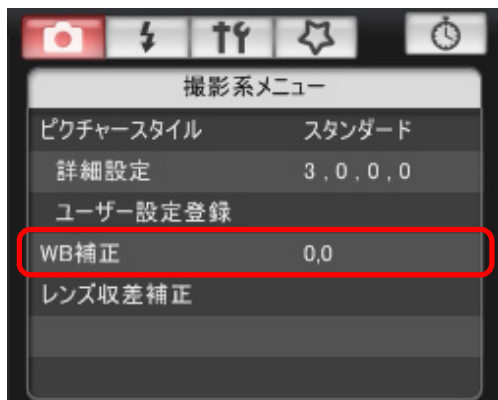 撮影系メニュー
ピクチャースタイル スタンダード
詳細設定 3,0,0,0
ユーザー設定登録
WB補正 0,0
レンズ収差補正